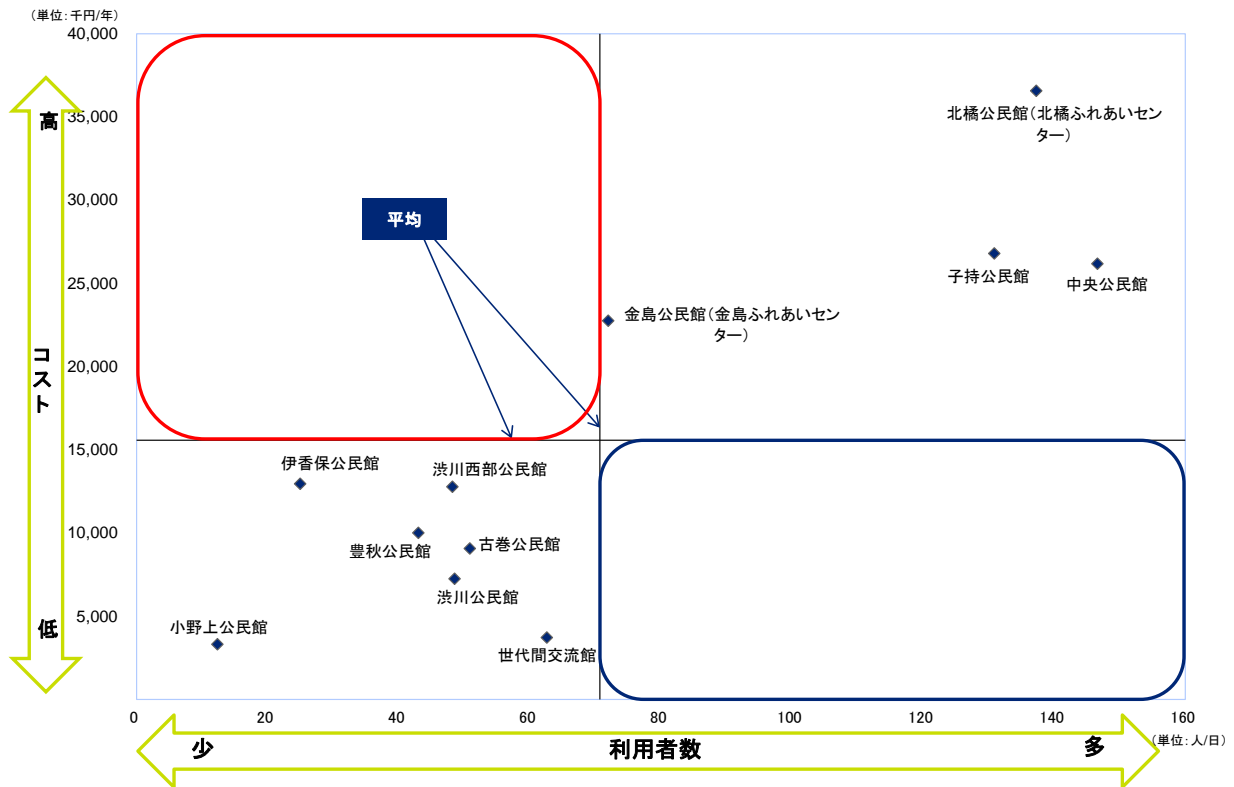 （単位：千円/年）
40,000
35,000
30,000
25,000
20,000
15,000
10,000
5,000
高
コスト
低
平均
北橘公民館（北橘ふれあいセン
ター）
子持公民館
中央公民館
金島公民館（金島ふれあいセン
ター）
伊香保公民館
渋川西部公民館
豊秋公民館
古巻公民館
渋川公民館
小野上公民館
世代間交流館
0
20
40
60
80
100
120
140
160
少
利用者数
多
（単位：人/日）